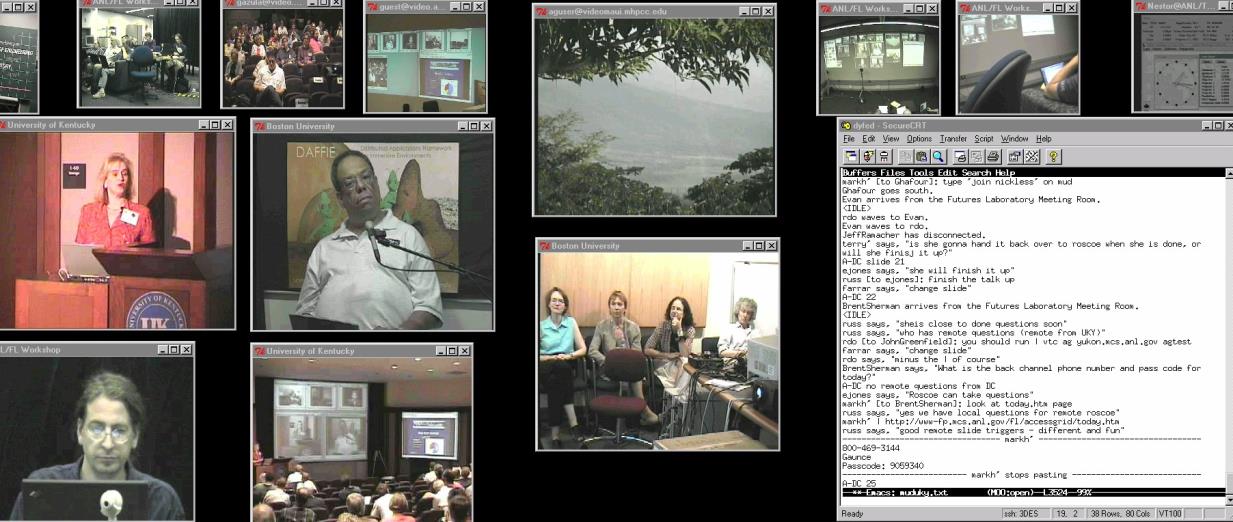 ANL/FL Works...
gazulat@video...
guest@video.a...
aguser@videomaui.mhpcc.edu
ANL/FL Works...
ANL/FL Works...
Nestor@ANL/T...
University of Kentucky
Boston University
DAFFIE
Distributed Applications Framework
for Immersive Environments
UNIVERSITY OF KENTUCKY
UK
Boston University
L/FL Workshop
University of Kentucky
dyfed - SecureCRT
File Edit View Options Transfer Script Window Help
Buffers Files Tools Edit Search Help
markh' [to Ghafour]: type "join nickless" on mud
Ghafour goes south.
Evan arrives from the Futures Laboratory Meeting Room.
<IDLE>
rdo waves to Evan.
Evan waves to rdo.
JeffRamacher has disconnected.
terry' says, "is she gonna hand it back over to roscoe when she is done, or
will she finisj it up?"
A-DC slide 21
ejones says, "she will finish it up"
russ [to ejones]: finish the talk up
farrar says, "change slide"
A-DC 22
BrentSherman arrives from the Futures Laboratory Meeting Room.
<IDLE>
russ says, "sheis close to done questions soon"
russ says, "who has remote questions (remote from UKY)"
rdo [to JohnGreenfield]: you should run | vtc ag yukon.mcs.anl.gov agtest
farrar says, "change slide"
rdo says, "minus the | of course"
BrentSherman says, "What is the back channel phone number and pass code for
today?"
A-DC no remote questions from DC
ejones says, "Roscoe can take questions"
markh' [to BrentSherman]: look at today.htm page
russ says, "yes we have local questions for remote roscoe"
markh' | http://www-fp.mcs.anl.gov/fl/accessgrid/today.htm
russ says, "good remote slide triggers - different and fun"
------------------------------ markh' ------------------------------
800-469-3144
Gaunce
Passcode: 9059340
------------------------ markh' stops pasting ------------------------
A-DC 25
** Emacs: muduky.txt (MOO:open) L3524 99%
Ready ssh: 3DES 19, 2 38 Rows, 80 Cols VT100